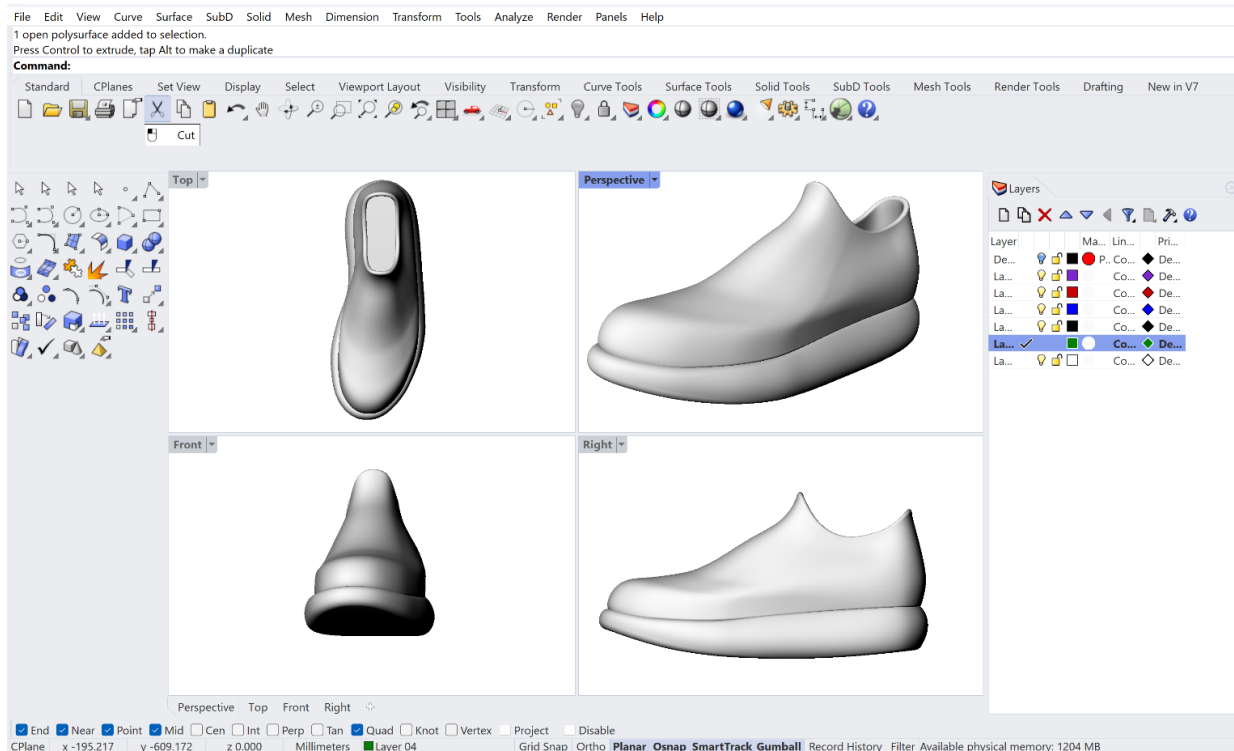 File Edit View Curve Surface SubD Solid Mesh Dimension Transform Tools Analyze Render Panels Help
1 open polysurface added to selection.
Press Control to extrude, tap Alt to make a duplicate
Command:
Standard CPlanes Set View Display Select Viewport Layout Visibility Transform Curve Tools Surface Tools Solid Tools SubD Tools Mesh Tools Render Tools Drafting New in V7
Cut
Top
Perspective
Layers
Layer Ma... Lin... Pri...
De... P.. Co... De...
La... Co... De...
La... Co... De...
La... Co... De...
La... Co... De...
La... Co... De...
La... Co... De...
Front
Right
Perspective Top Front Right
End Near Point Mid Cen Int Perp Tan Quad Knot Vertex Project Disable
CPlane x -195.217 y -609.172 z 0.000 Millimeters Layer 04 Grid Snap Ortho Planar Osnap SmartTrack Gumball Record History Filter Available physical memory: 1204 MB